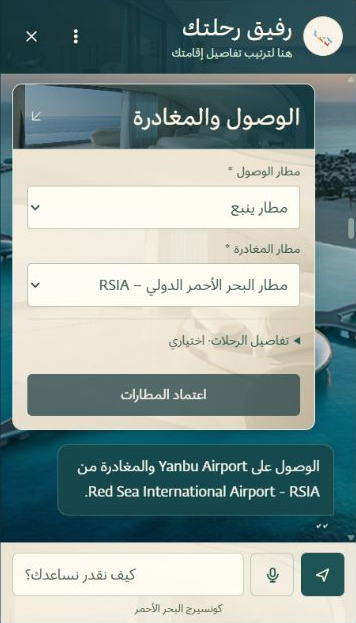 رفيق رحلتك
هنا لترتيب تفاصيل إقامتك
الوصول والمغادرة
مطار الوصول *
مطار ينبع
مطار المغادرة *
مطار البحر الأحمر الدولي – RSIA
تفاصيل الرحلات· اختياري
اعتماد المطارات
الوصول على Yanbu Airport والمغادرة من
Red Sea International Airport - RSIA.
كيف نقدر نساعدك؟
كونسيرج البحر الأحمر